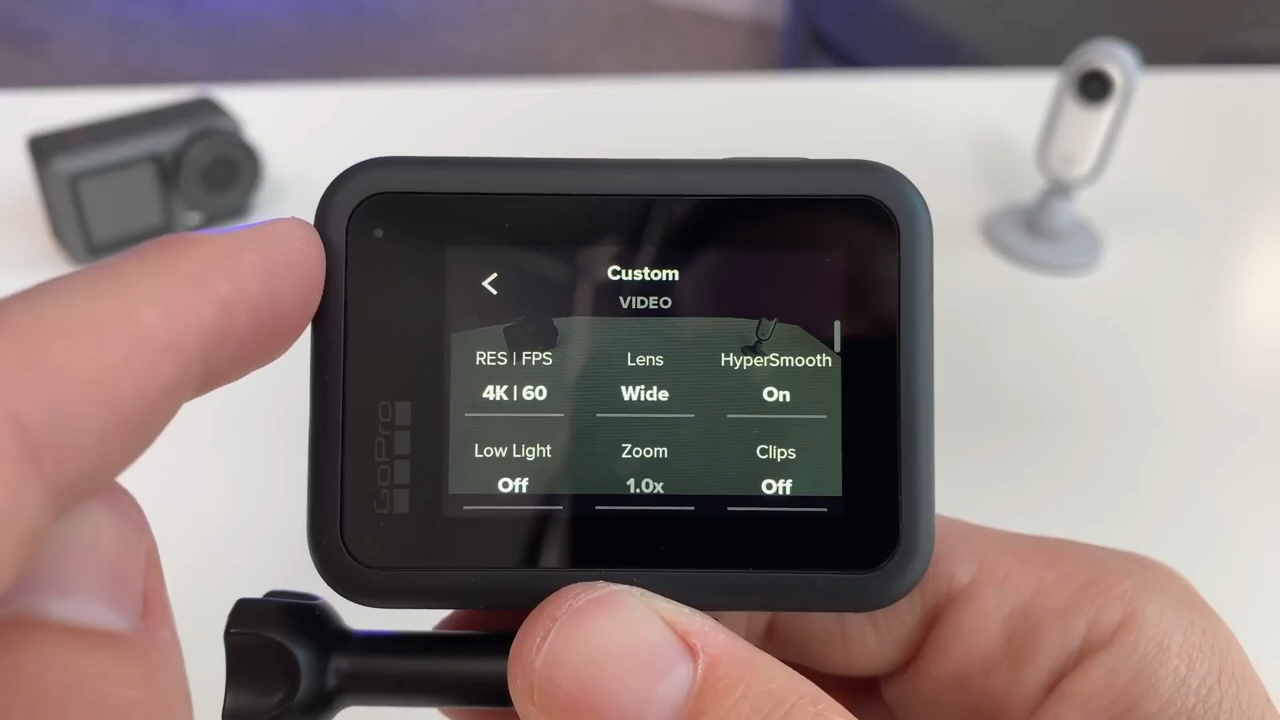 Custom
VIDEO
RES | FPS Lens HyperSmooth
4K | 60 Wide On
Low Light Zoom Clips
Off 1.0x Off
GoPro